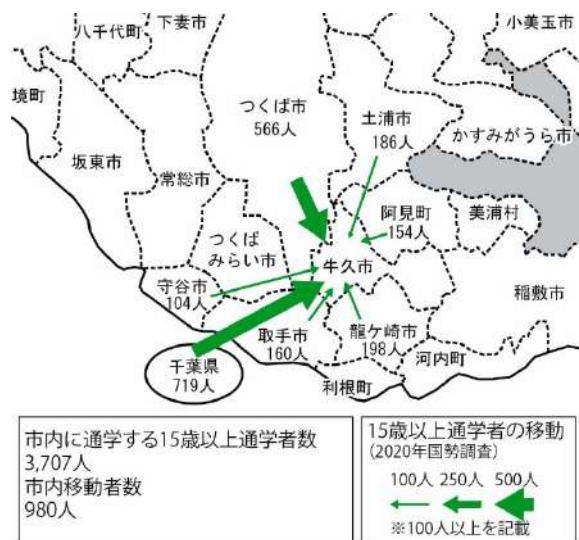 八千代町
下妻市
小美玉市
境町
つくば市
566人
土浦市
186人
かすみがうら市
坂東市
常総市
阿見町
154人
美浦村
つくば
みらい市
牛久市
守谷市
104人
稲敷市
取手市
160人
龍ケ崎市
198人
河内町
千葉県
719人
利根町
市内に通学する15歳以上通学者数
3,707人
市内移動者数
980人
15歳以上通学者の移動
(2020年国勢調査)
100人 250人 500人
※100人以上を記載